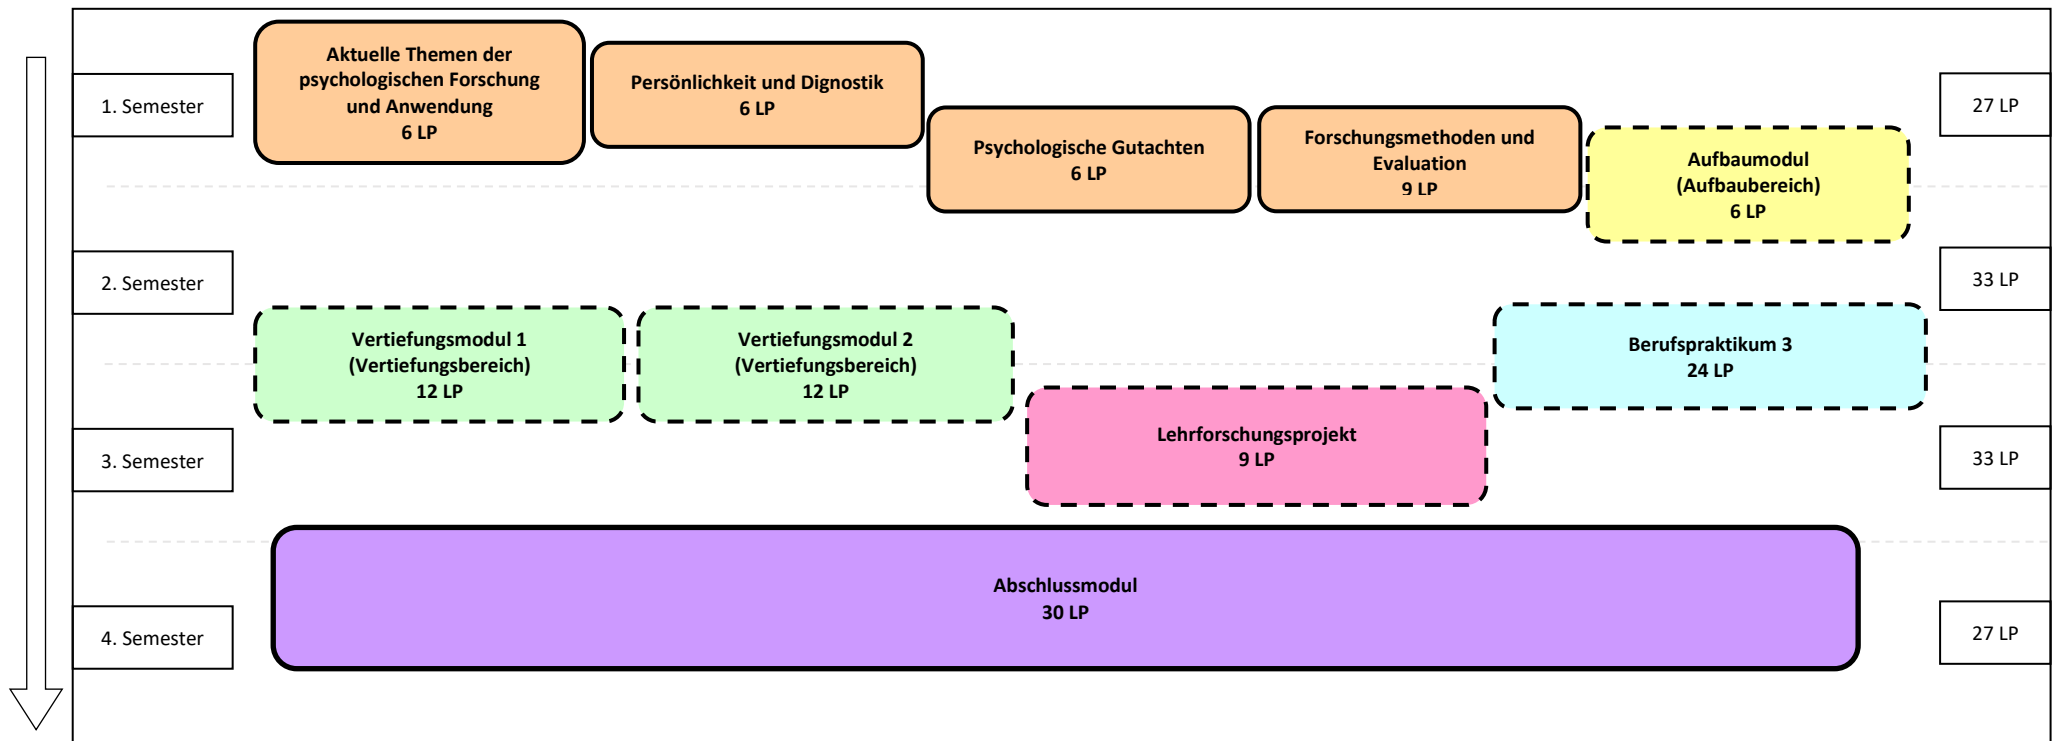 Aktuelle Themen der
psychologischen Forschung
und Anwendung
6 LP
Persönlichkeit und Dignostik
6 LP
1. Semester
27 LP
Psychologische Gutachten
6 LP
Forschungsmethoden und
Evaluation
9 LP
Aufbaumodul
(Aufbaubereich)
6 LP
2. Semester
33 LP
Vertiefungsmodul 1
(Vertiefungsbereich)
12 LP
Vertiefungsmodul 2
(Vertiefungsbereich)
12 LP
Berufspraktikum 3
24 LP
Lehrforschungsprojekt
9 LP
3. Semester
33 LP
Abschlussmodul
30 LP
4. Semester
27 LP